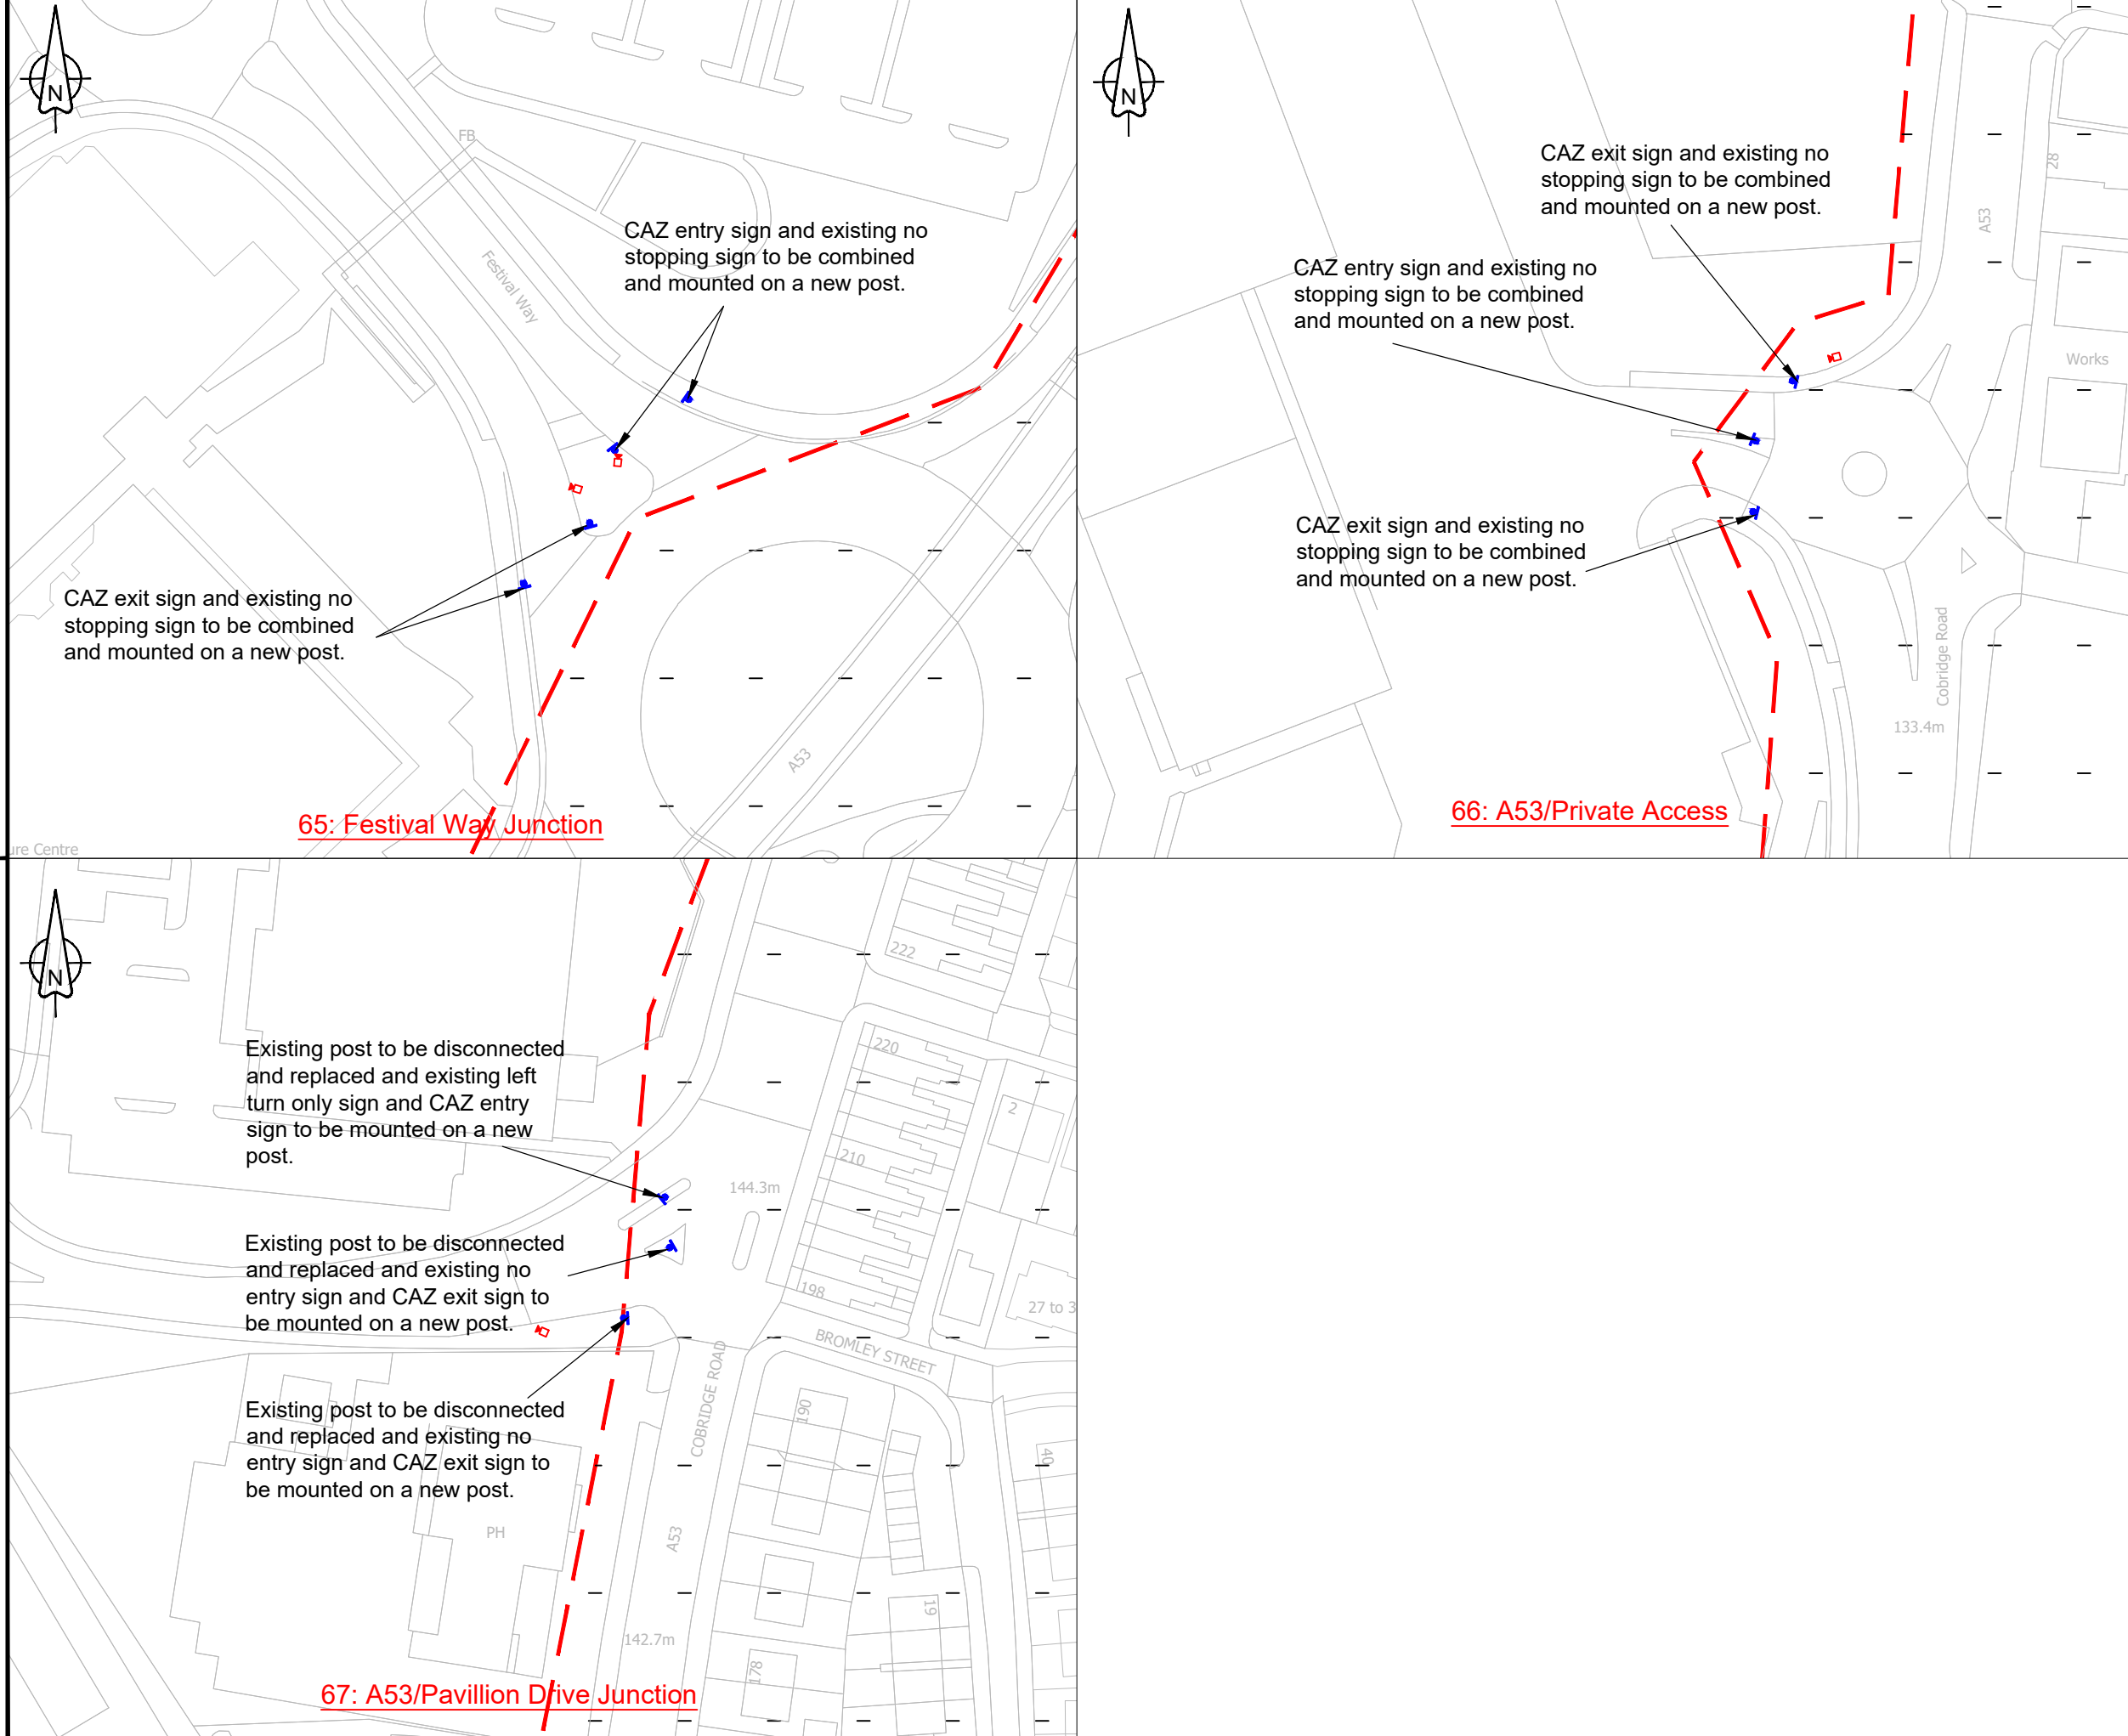 N
FB
Festival Way
CAZ entry sign and existing no
stopping sign to be combined
and mounted on a new post.
CAZ exit sign and existing no
stopping sign to be combined
and mounted on a new post.
A53
65: Festival Way Junction
ure Centre
N
CAZ exit sign and existing no
stopping sign to be combined
and mounted on a new post.
CAZ entry sign and existing no
stopping sign to be combined
and mounted on a new post.
CAZ exit sign and existing no
stopping sign to be combined
and mounted on a new post.
A53
28
Works
Cobridge Road
133.4m
66: A53/Private Access
N
222
220
2
210
144.3m
198
27 to 3
Existing post to be disconnected
and replaced and existing left
turn only sign and CAZ entry
sign to be mounted on a new
post.
Existing post to be disconnected
and replaced and existing no
entry sign and CAZ exit sign to
be mounted on a new post.
Existing post to be disconnected
and replaced and existing no
entry sign and CAZ exit sign to
be mounted on a new post.
BROMLEY STREET
COBRIDGE ROAD
190
40
PH
A53
19
142.7m
178
67: A53/Pavillion Drive Junction